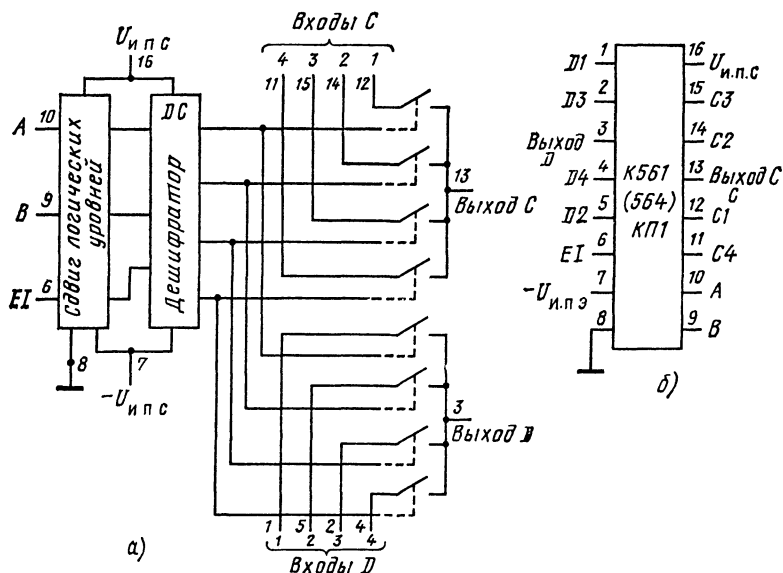 Входы C
4 3 2 1
11 15 14 12
U и п с
16
A 10
B 9
EI 6
Сдвиг логических уровней
DC
Дешифратор
8
7
-U и п с
13
Выход C
3
Выход D
1 5 2 4
1 2 3 4
Входы D
а)
D1 1
D3 2
Выход D 3
D4 4
D2 5
EI 6
-U и.п э 7
8
К561
(564)
КП1
16 U и.п.с
15 C3
14 C2
13 Выход C
C
12 C1
11 C4
10 A
9 B
б)